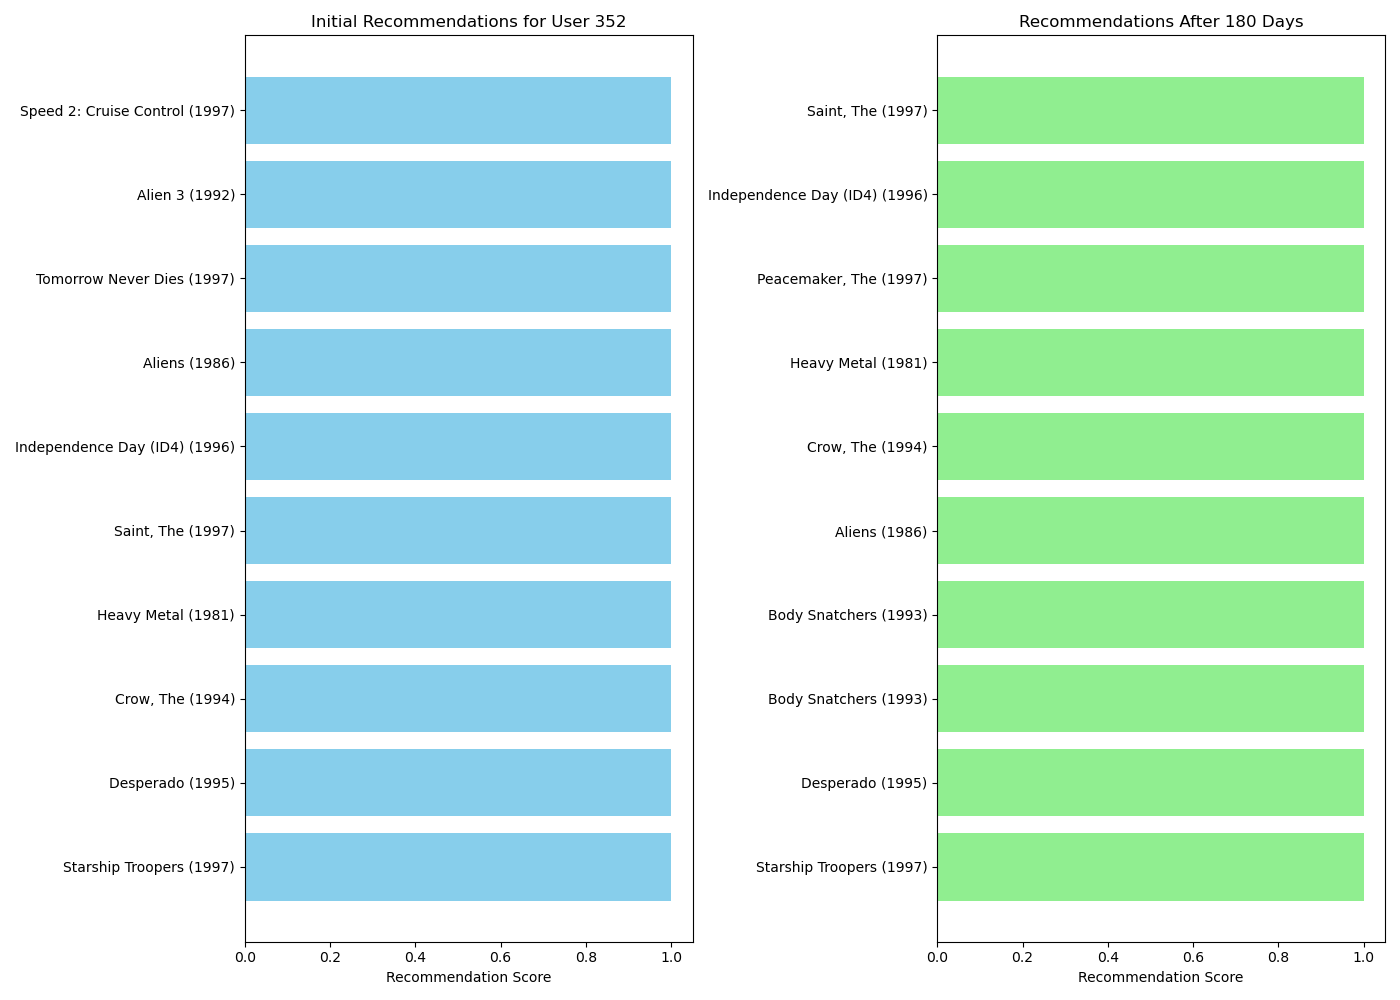 Initial Recommendations for User 352
Speed 2: Cruise Control (1997)
Alien 3 (1992)
Tomorrow Never Dies (1997)
Aliens (1986)
Independence Day (ID4) (1996)
Saint, The (1997)
Heavy Metal (1981)
Crow, The (1994)
Desperado (1995)
Starship Troopers (1997)
0.0 0.2 0.4 0.6 0.8 1.0
Recommendation Score
Recommendations After 180 Days
Saint, The (1997)
Independence Day (ID4) (1996)
Peacemaker, The (1997)
Heavy Metal (1981)
Crow, The (1994)
Aliens (1986)
Body Snatchers (1993)
Body Snatchers (1993)
Desperado (1995)
Starship Troopers (1997)
0.0 0.2 0.4 0.6 0.8 1.0
Recommendation Score